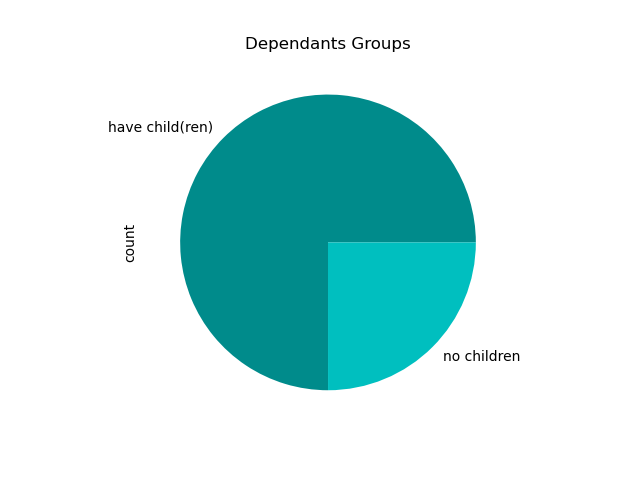 Dependants Groups
have child(ren)
count
no children